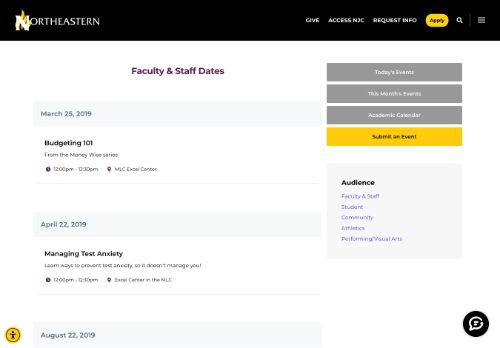 NORTHEASTERN
GIVE ACCESS NJC REQUEST INFO Apply
Faculty & Staff Dates
March 25, 2019
Budgeting 101
From the Money Wise series
12:00pm - 12:30pm MLC Excel Center
April 22, 2019
Managing Test Anxiety
Learn ways to prevent test anxiety, so it doesn't manage you!
12:00pm - 12:30pm Excel Center in the MLC
August 22, 2019
Today's Events
This Month's Events
Academic Calendar
Submit an Event
Audience
Faculty & Staff
Student
Community
Athletics
Performing/Visual Arts